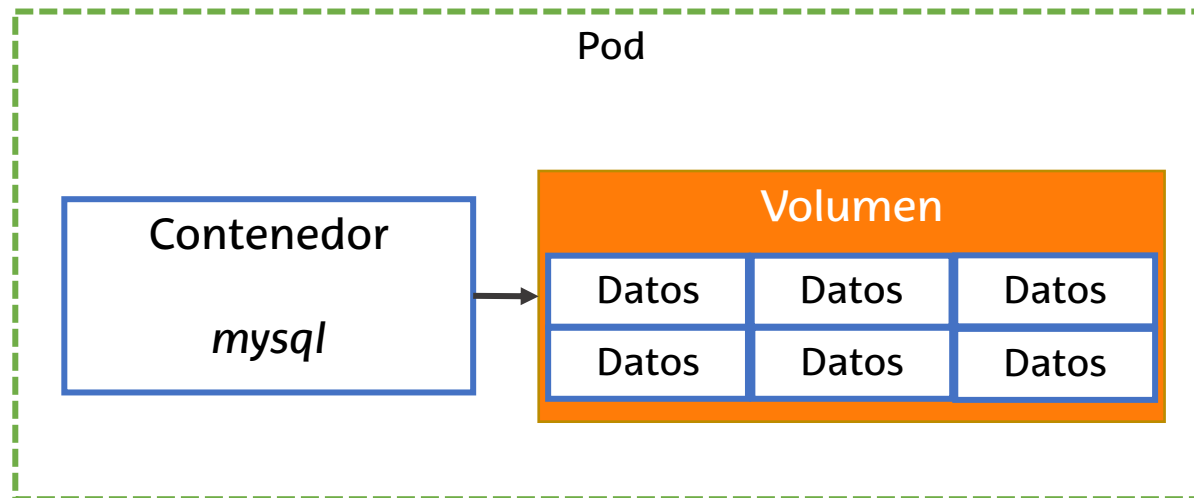 Pod
Contenedor
mysql
Volumen
Datos Datos Datos
Datos Datos Datos